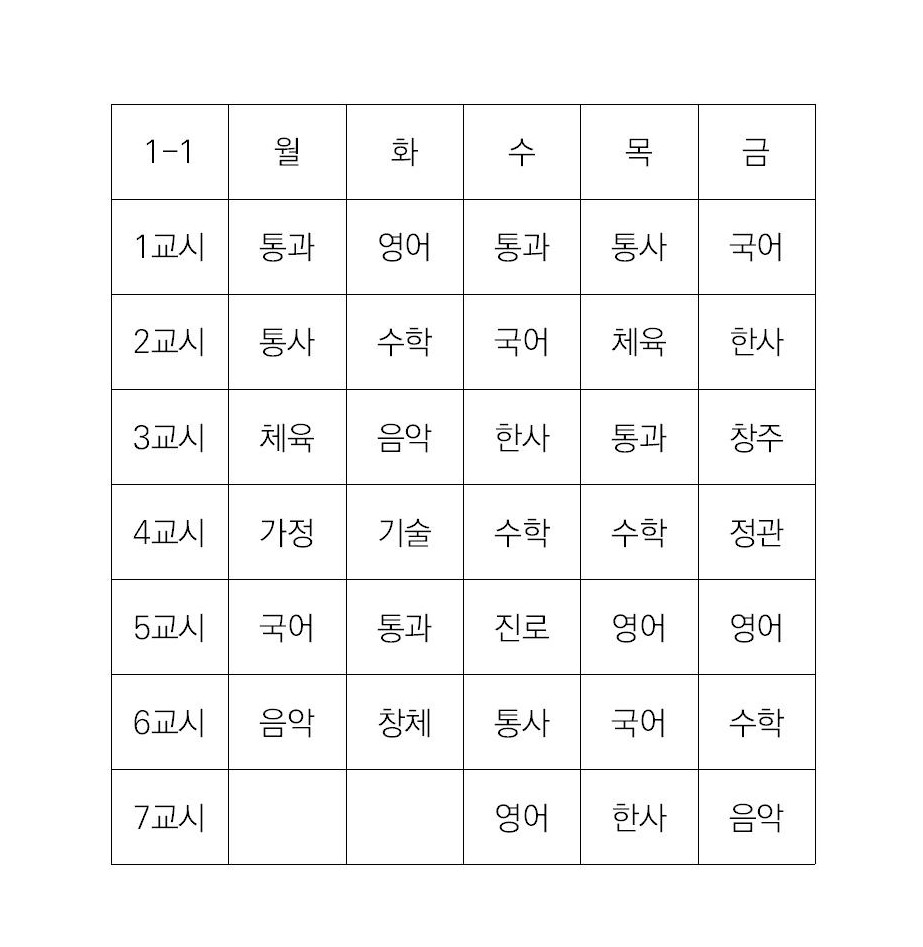 1-1 월 화 수 목 금
1교시 통과 영어 통과 통사 국어
2교시 통사 수학 국어 체육 한사
3교시 체육 음악 한사 통과 창주
4교시 가정 기술 수학 수학 정관
5교시 국어 통과 진로 영어 영어
6교시 음악 창체 통사 국어 수학
7교시 영어 한사 음악